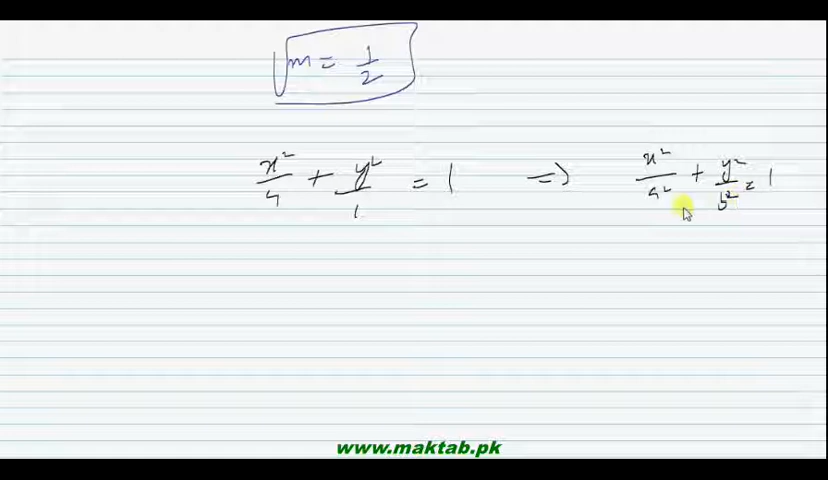 m = 1/2
x²/4 + y²/1 = 1 => x²/a² + y²/b² = 1
www.maktab.pk